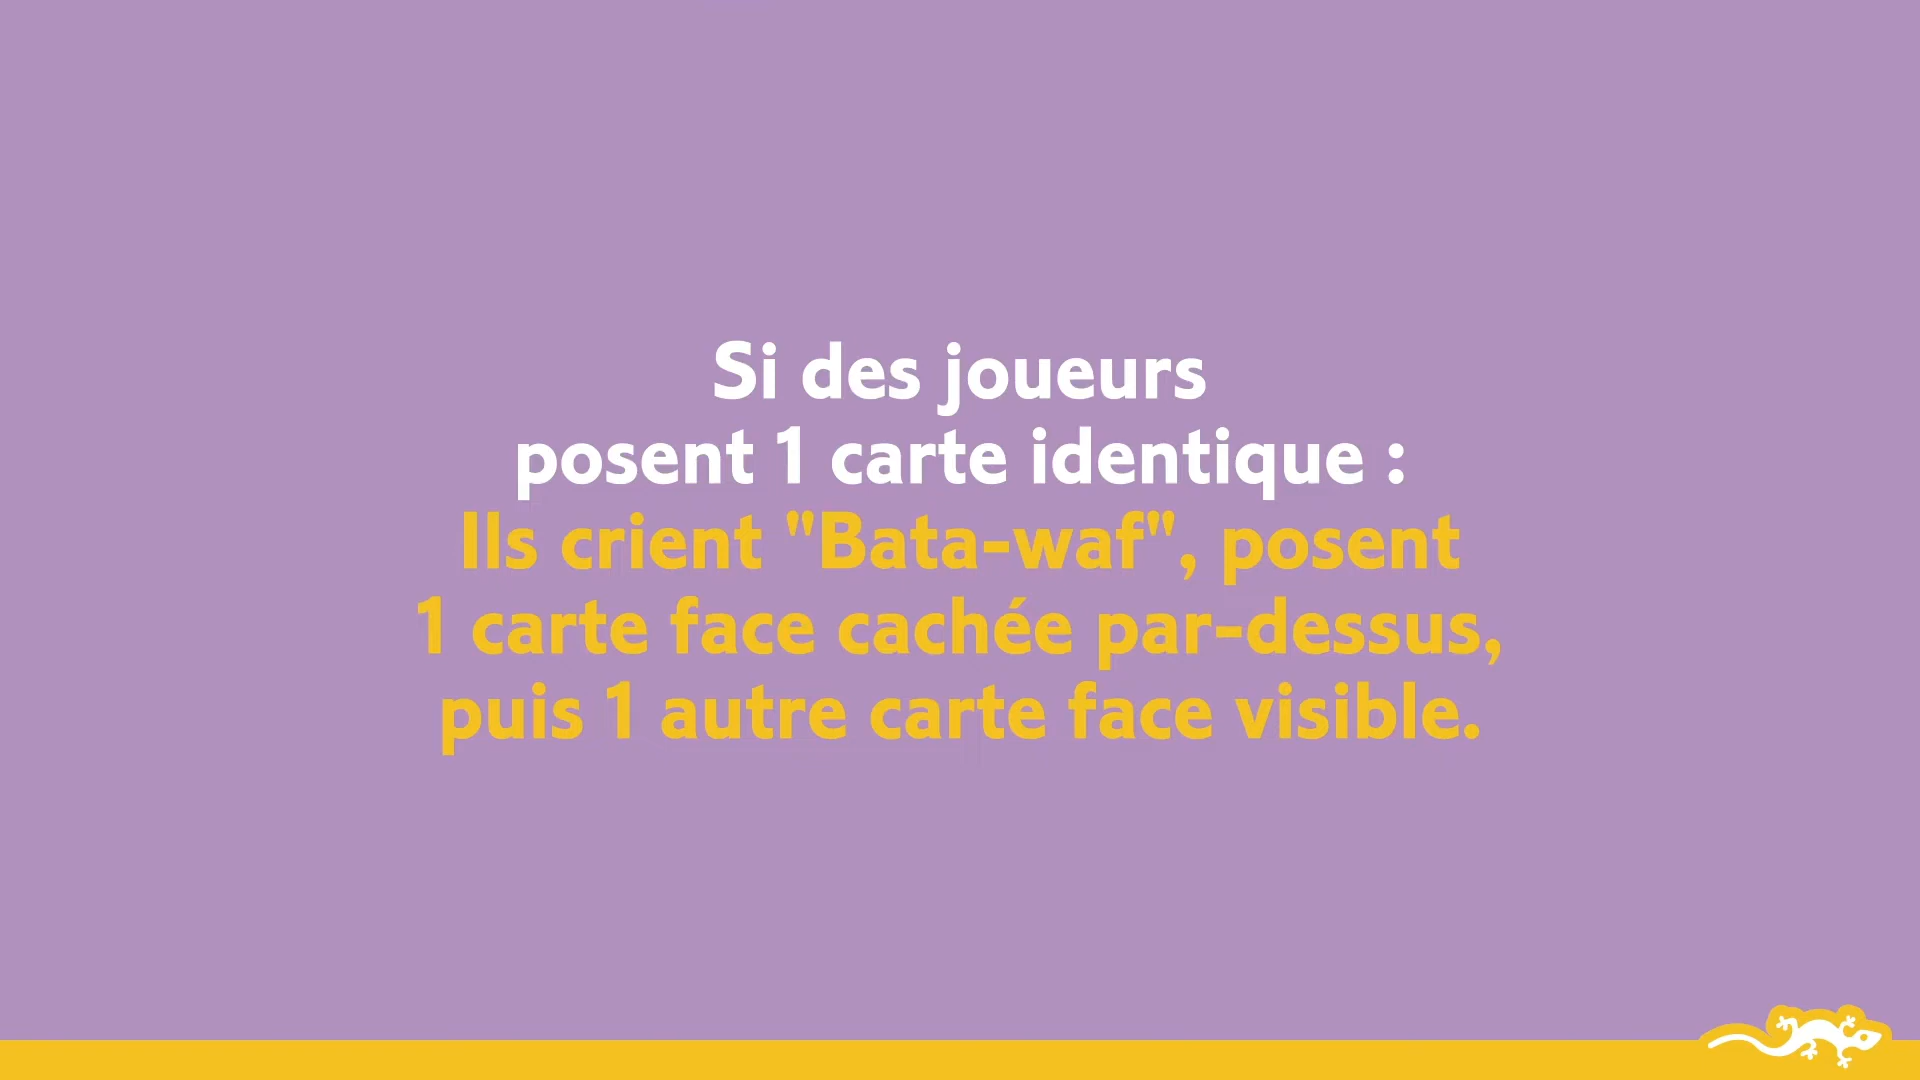 Si des joueurs
posent 1 carte identique :
Ils crient "Bata-waf", posent
1 carte face cachée par-dessus,
puis 1 autre carte face visible.